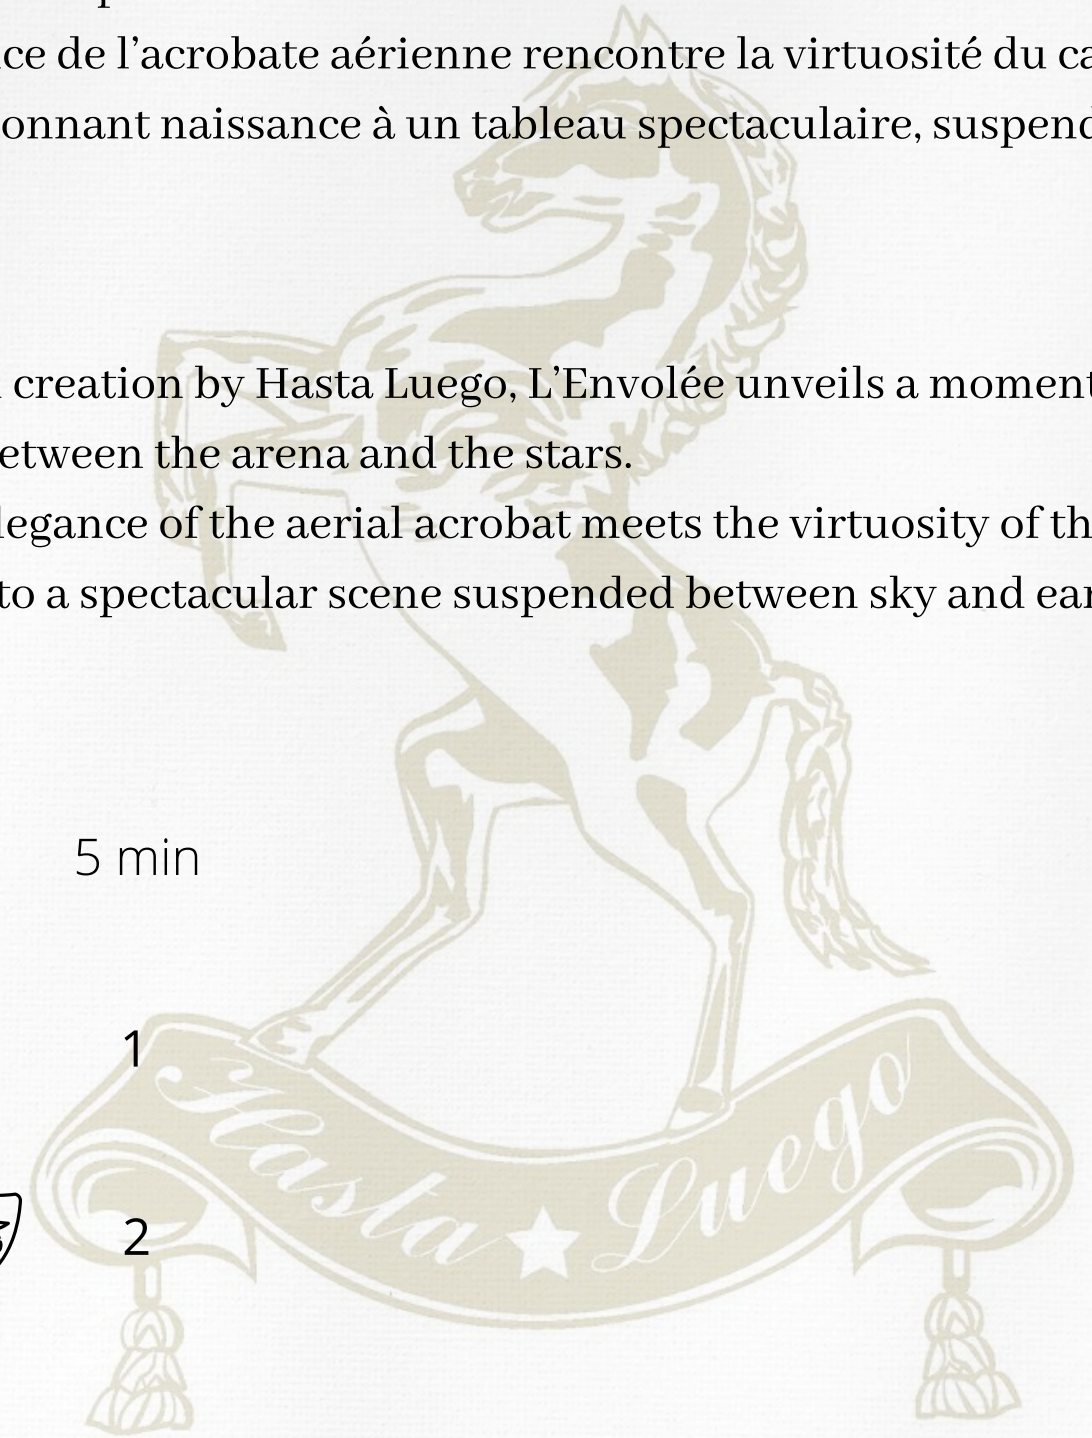 ce de l’acrobate aérienne rencontre la virtuosité du ca
onnant naissance à un tableau spectaculaire, suspend
creation by Hasta Luego, L’Envolée unveils a moment
etween the arena and the stars.
legance of the aerial acrobat meets the virtuosity of th
to a spectacular scene suspended between sky and ear
5 min
1
2
Hasta Luego